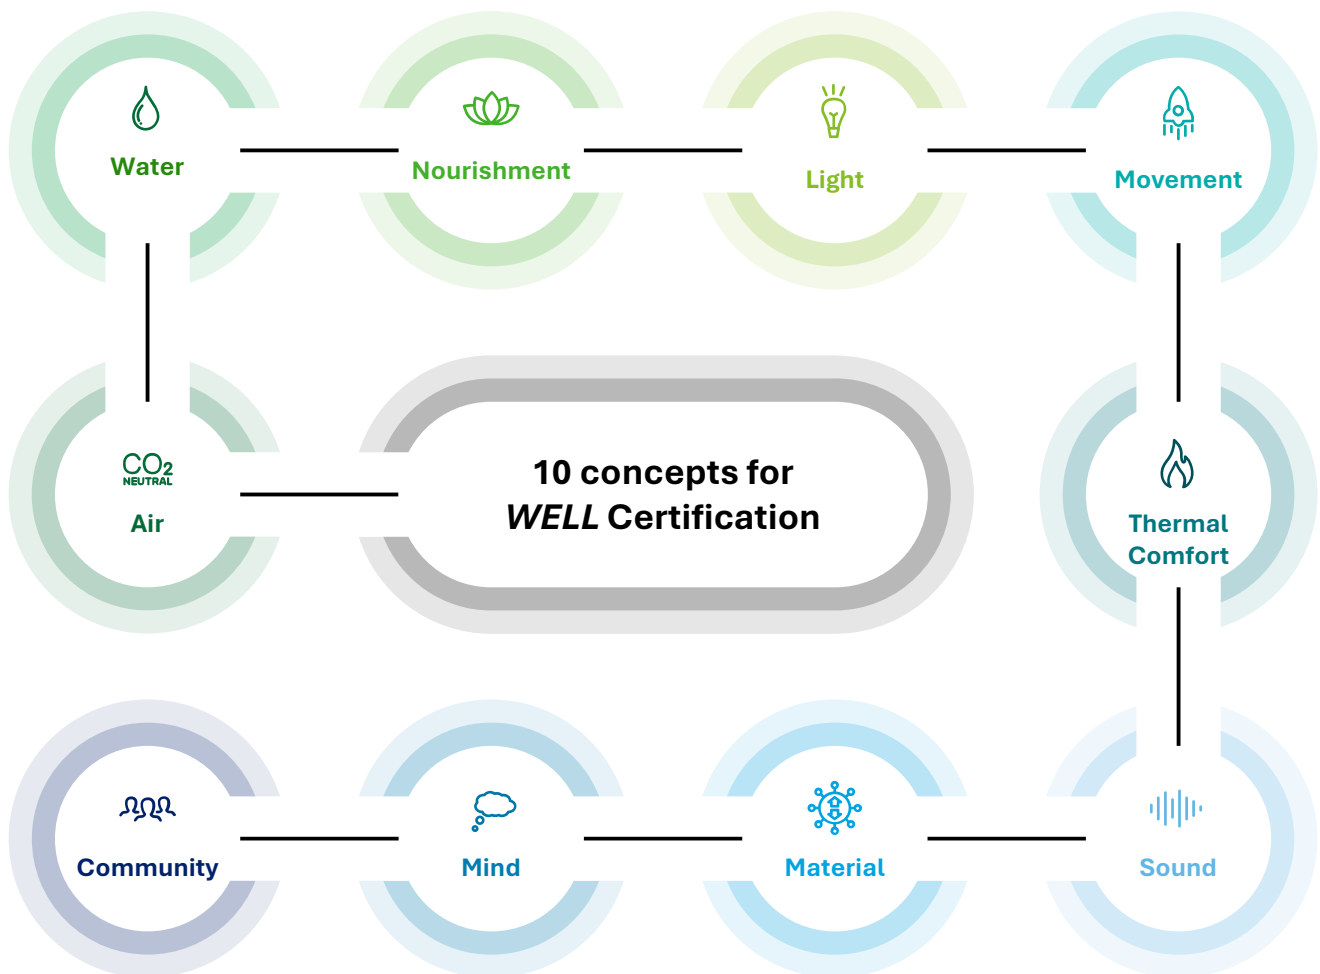 Water
Nourishment
Light
Movement
CO2
NEUTRAL
Air
10 concepts for
WELL Certification
Thermal
Comfort
Community
Mind
Material
Sound